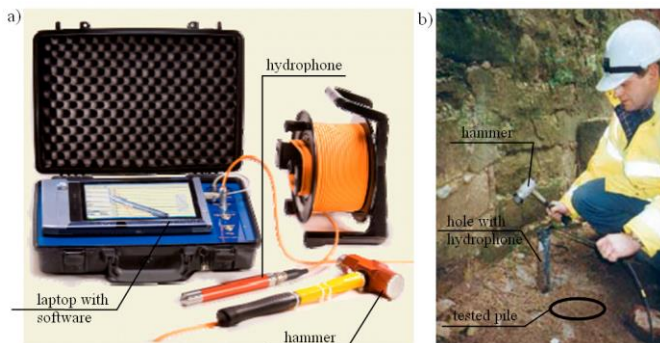 a)
hydrophone
laptop with
software
hammer
b)
hammer
hole with
hydrophone
tested pile